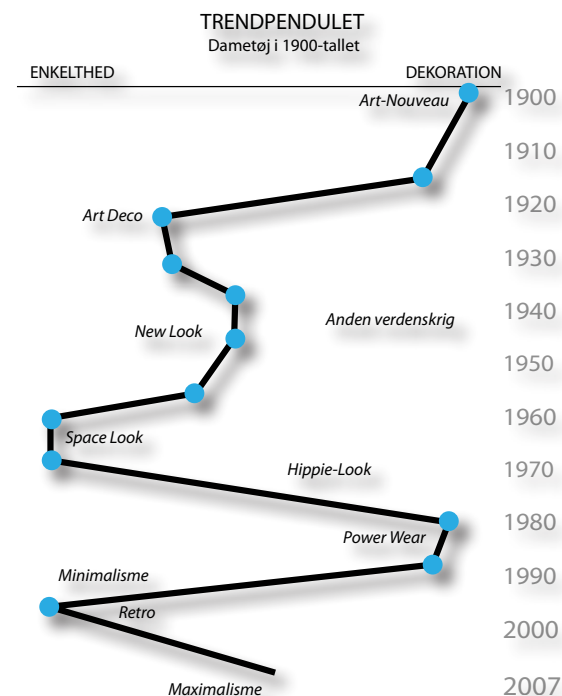 TRENDPENDULET
Dametøj i 1900-tallet
ENKELTHED
DEKORATION
Art-Nouveau
1900
1910
Art Deco
1920
1930
New Look
Anden verdenskrig
1940
1950
Space Look
1960
Hippie-Look
1970
Power Wear
1980
Minimalisme
1990
Retro
2000
Maximalisme
2007